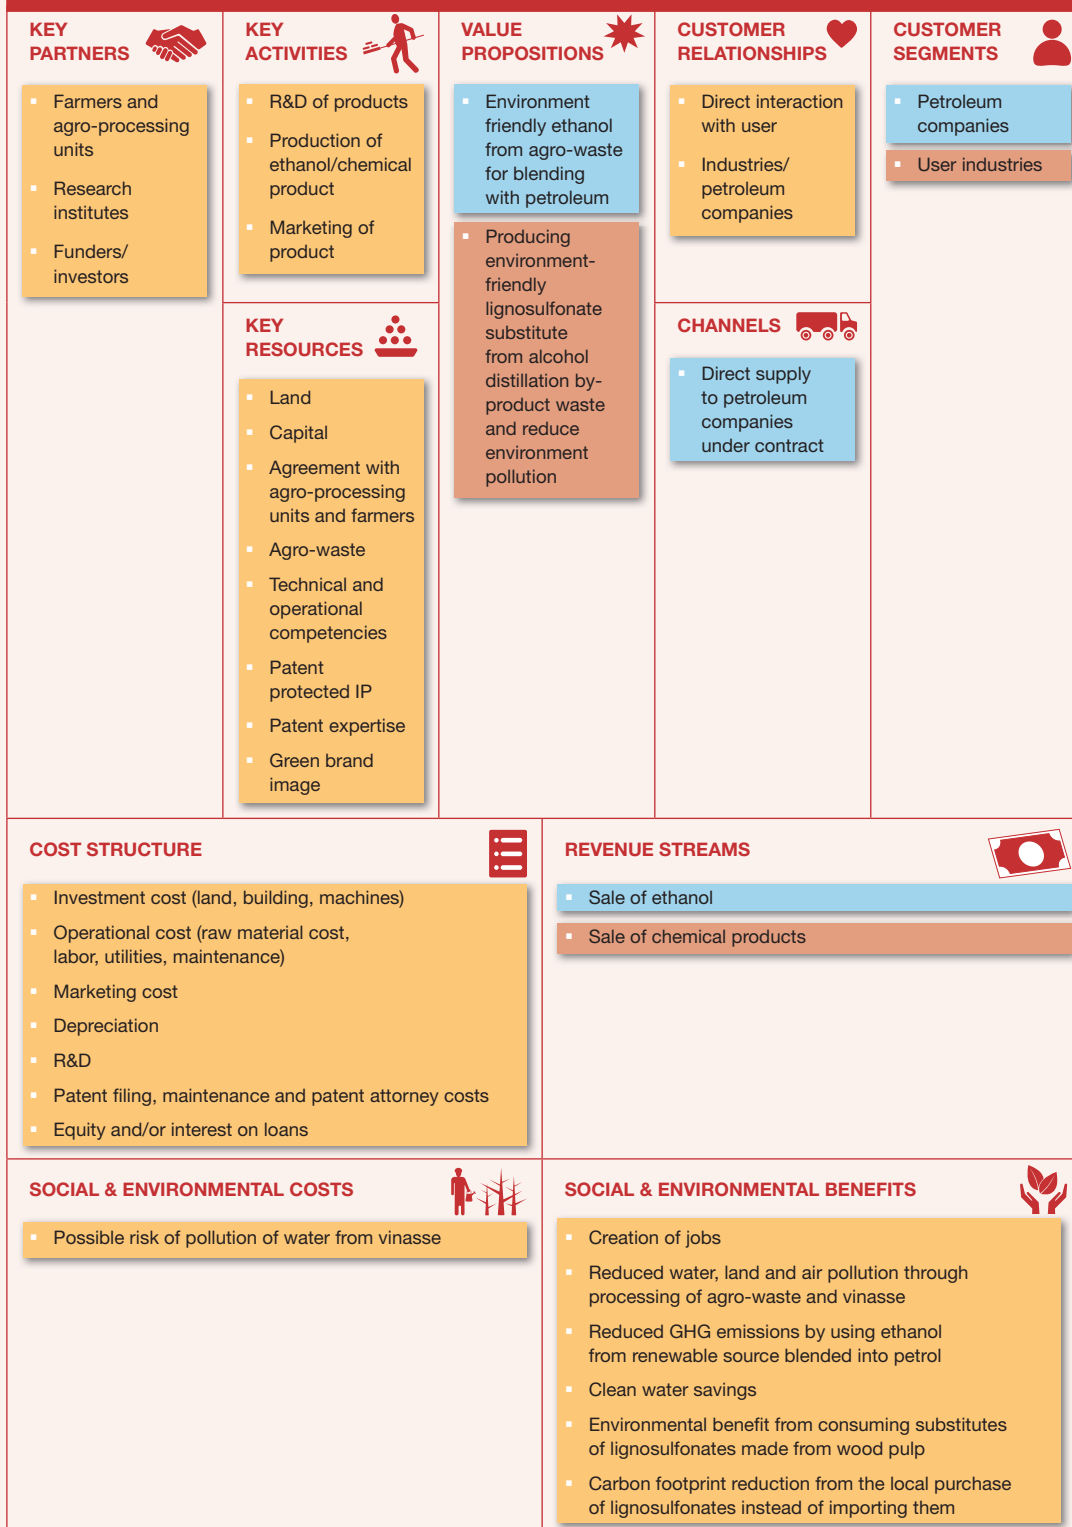 KEY
PARTNERS
Farmers and
agro-processing
units
Research
institutes
Funders/
investors
KEY
ACTIVITIES
R&D of products
Production of
ethanol/chemical
product
Marketing of
product
KEY
RESOURCES
Land
Capital
Agreement with
agro-processing
units and farmers
Agro-waste
Technical and
operational
competencies
Patent
protected IP
Patent expertise
Green brand
image
VALUE
PROPOSITIONS
Environment
friendly ethanol
from agro-waste
for blending
with petroleum
Producing
environment-
friendly
lignosulfonate
substitute
from alcohol
distillation by-
product waste
and reduce
environment
pollution
CUSTOMER
RELATIONSHIPS
Direct interaction
with user
Industries/
petroleum
companies
CHANNELS
Direct supply
to petroleum
companies
under contract
CUSTOMER
SEGMENTS
Petroleum
companies
User industries
COST STRUCTURE
Investment cost (land, building, machines)
Operational cost (raw material cost,
labor, utilities, maintenance)
Marketing cost
Depreciation
R&D
Patent filing, maintenance and patent attorney costs
Equity and/or interest on loans
REVENUE STREAMS
Sale of ethanol
Sale of chemical products
SOCIAL & ENVIRONMENTAL COSTS
Possible risk of pollution of water from vinasse
SOCIAL & ENVIRONMENTAL BENEFITS
Creation of jobs
Reduced water, land and air pollution through
processing of agro-waste and vinasse
Reduced GHG emissions by using ethanol
from renewable source blended into petrol
Clean water savings
Environmental benefit from consuming substitutes
of lignosulfonates made from wood pulp
Carbon footprint reduction from the local purchase
of lignosulfonates instead of importing them